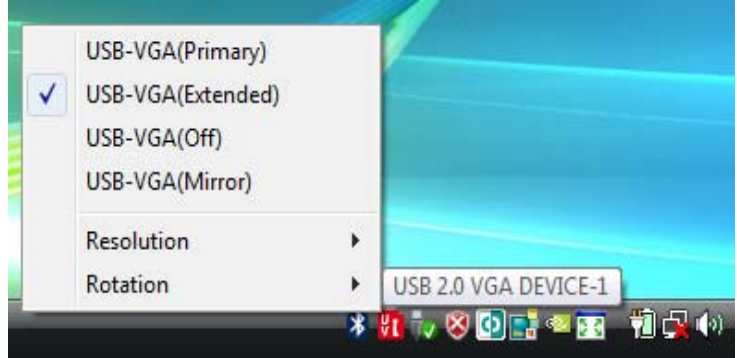 USB-VGA(Primary)
USB-VGA(Extended)
USB-VGA(Off)
USB-VGA(Mirror)
Resolution
Rotation
USB 2.0 VGA DEVICE-1